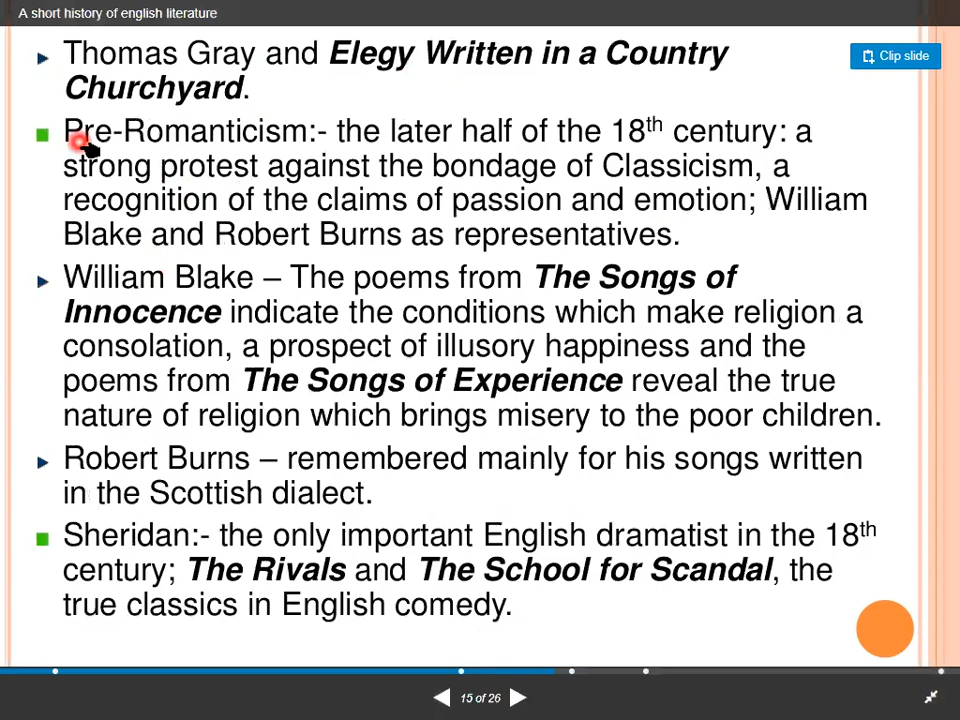 A short history of english literature
Clip slide
Thomas Gray and Elegy Written in a Country
Churchyard.
Pre-Romanticism:- the later half of the 18th century: a
strong protest against the bondage of Classicism, a
recognition of the claims of passion and emotion; William
Blake and Robert Burns as representatives.
William Blake – The poems from The Songs of
Innocence indicate the conditions which make religion a
consolation, a prospect of illusory happiness and the
poems from The Songs of Experience reveal the true
nature of religion which brings misery to the poor children.
Robert Burns – remembered mainly for his songs written
in the Scottish dialect.
Sheridan:- the only important English dramatist in the 18th
century; The Rivals and The School for Scandal, the
true classics in English comedy.
15 of 26